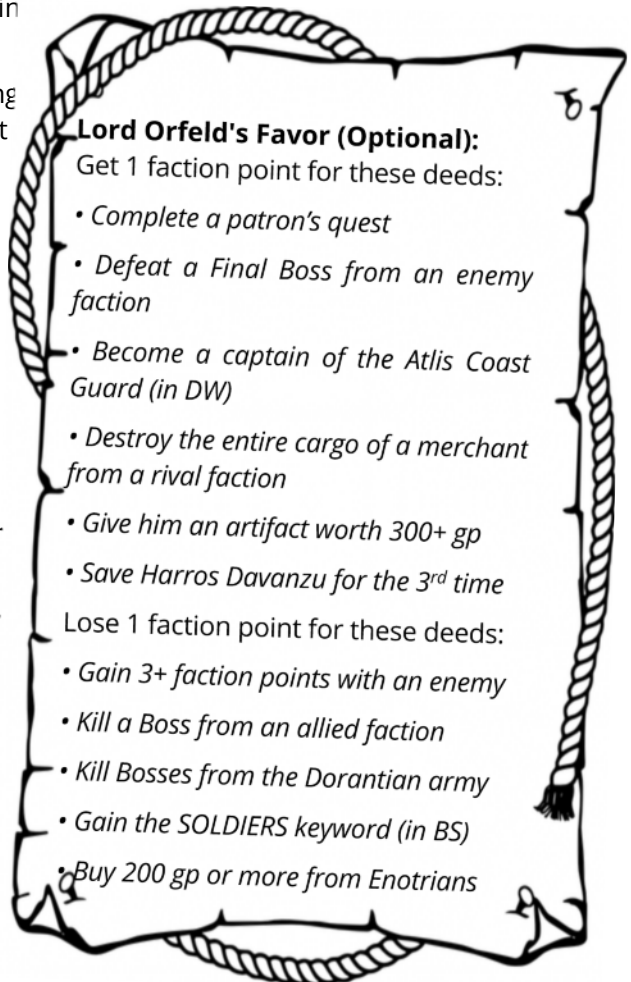 in
ng
t
Lord Orfeld's Favor (Optional):
Get 1 faction point for these deeds:
• Complete a patron’s quest
• Defeat a Final Boss from an enemy
faction
• Become a captain of the Atlis Coast
Guard (in DW)
• Destroy the entire cargo of a merchant
from a rival faction
• Give him an artifact worth 300+ gp
• Save Harros Davanzu for the 3rd time
Lose 1 faction point for these deeds:
• Gain 3+ faction points with an enemy
• Kill a Boss from an allied faction
• Kill Bosses from the Dorantian army
• Gain the SOLDIERS keyword (in BS)
• Buy 200 gp or more from Enotrians